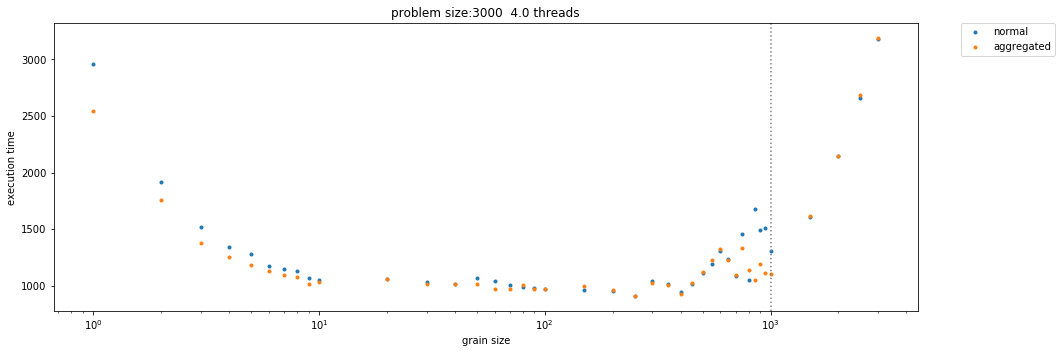 problem size:3000  4.0 threads
normal
aggregated
execution time
3000
2500
2000
1500
1000
10⁰
10¹
10²
10³
grain size